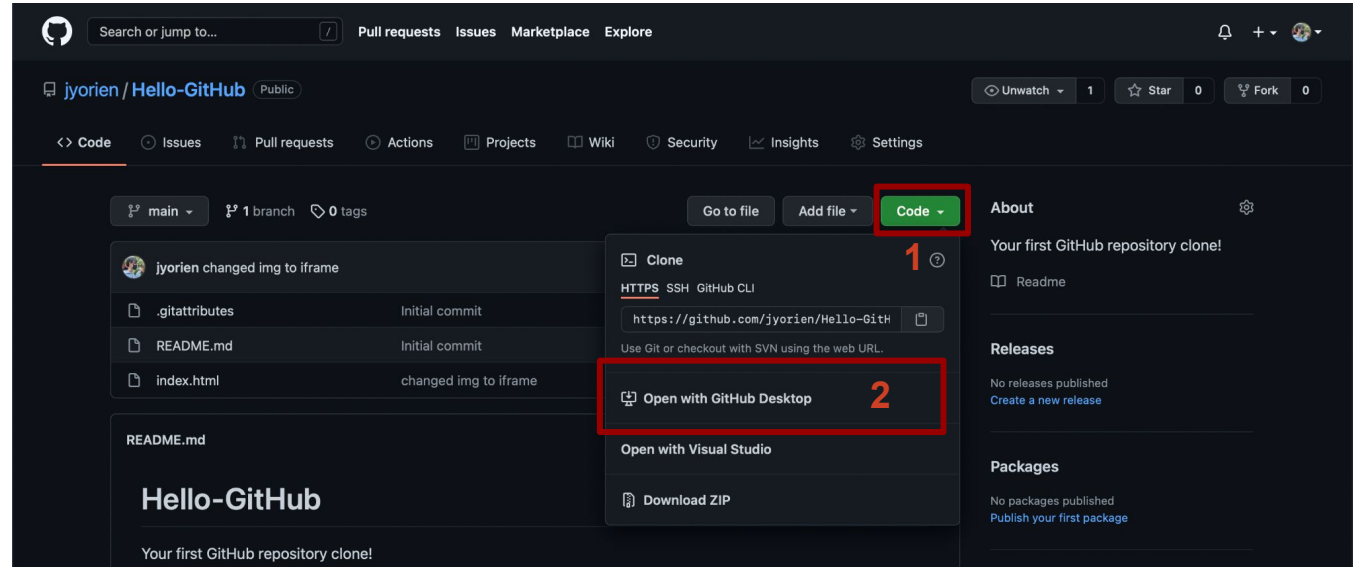 Search or jump to... /
Pull requests Issues Marketplace Explore
jyorien / Hello-GitHub Public
Unwatch 1 Star 0 Fork 0
<> Code Issues Pull requests Actions Projects Wiki Security Insights Settings
main 1 branch 0 tags
Go to file Add file Code
1
jyorien changed img to iframe
.gitattributes Initial commit
README.md Initial commit
index.html changed img to iframe
Clone
HTTPS SSH GitHub CLI
https://github.com/jyorien/Hello-GitH
Use Git or checkout with SVN using the web URL.
Open with GitHub Desktop 2
Open with Visual Studio
Download ZIP
README.md
Hello-GitHub
Your first GitHub repository clone!
About
Your first GitHub repository clone!
Readme
Releases
No releases published
Create a new release
Packages
No packages published
Publish your first package